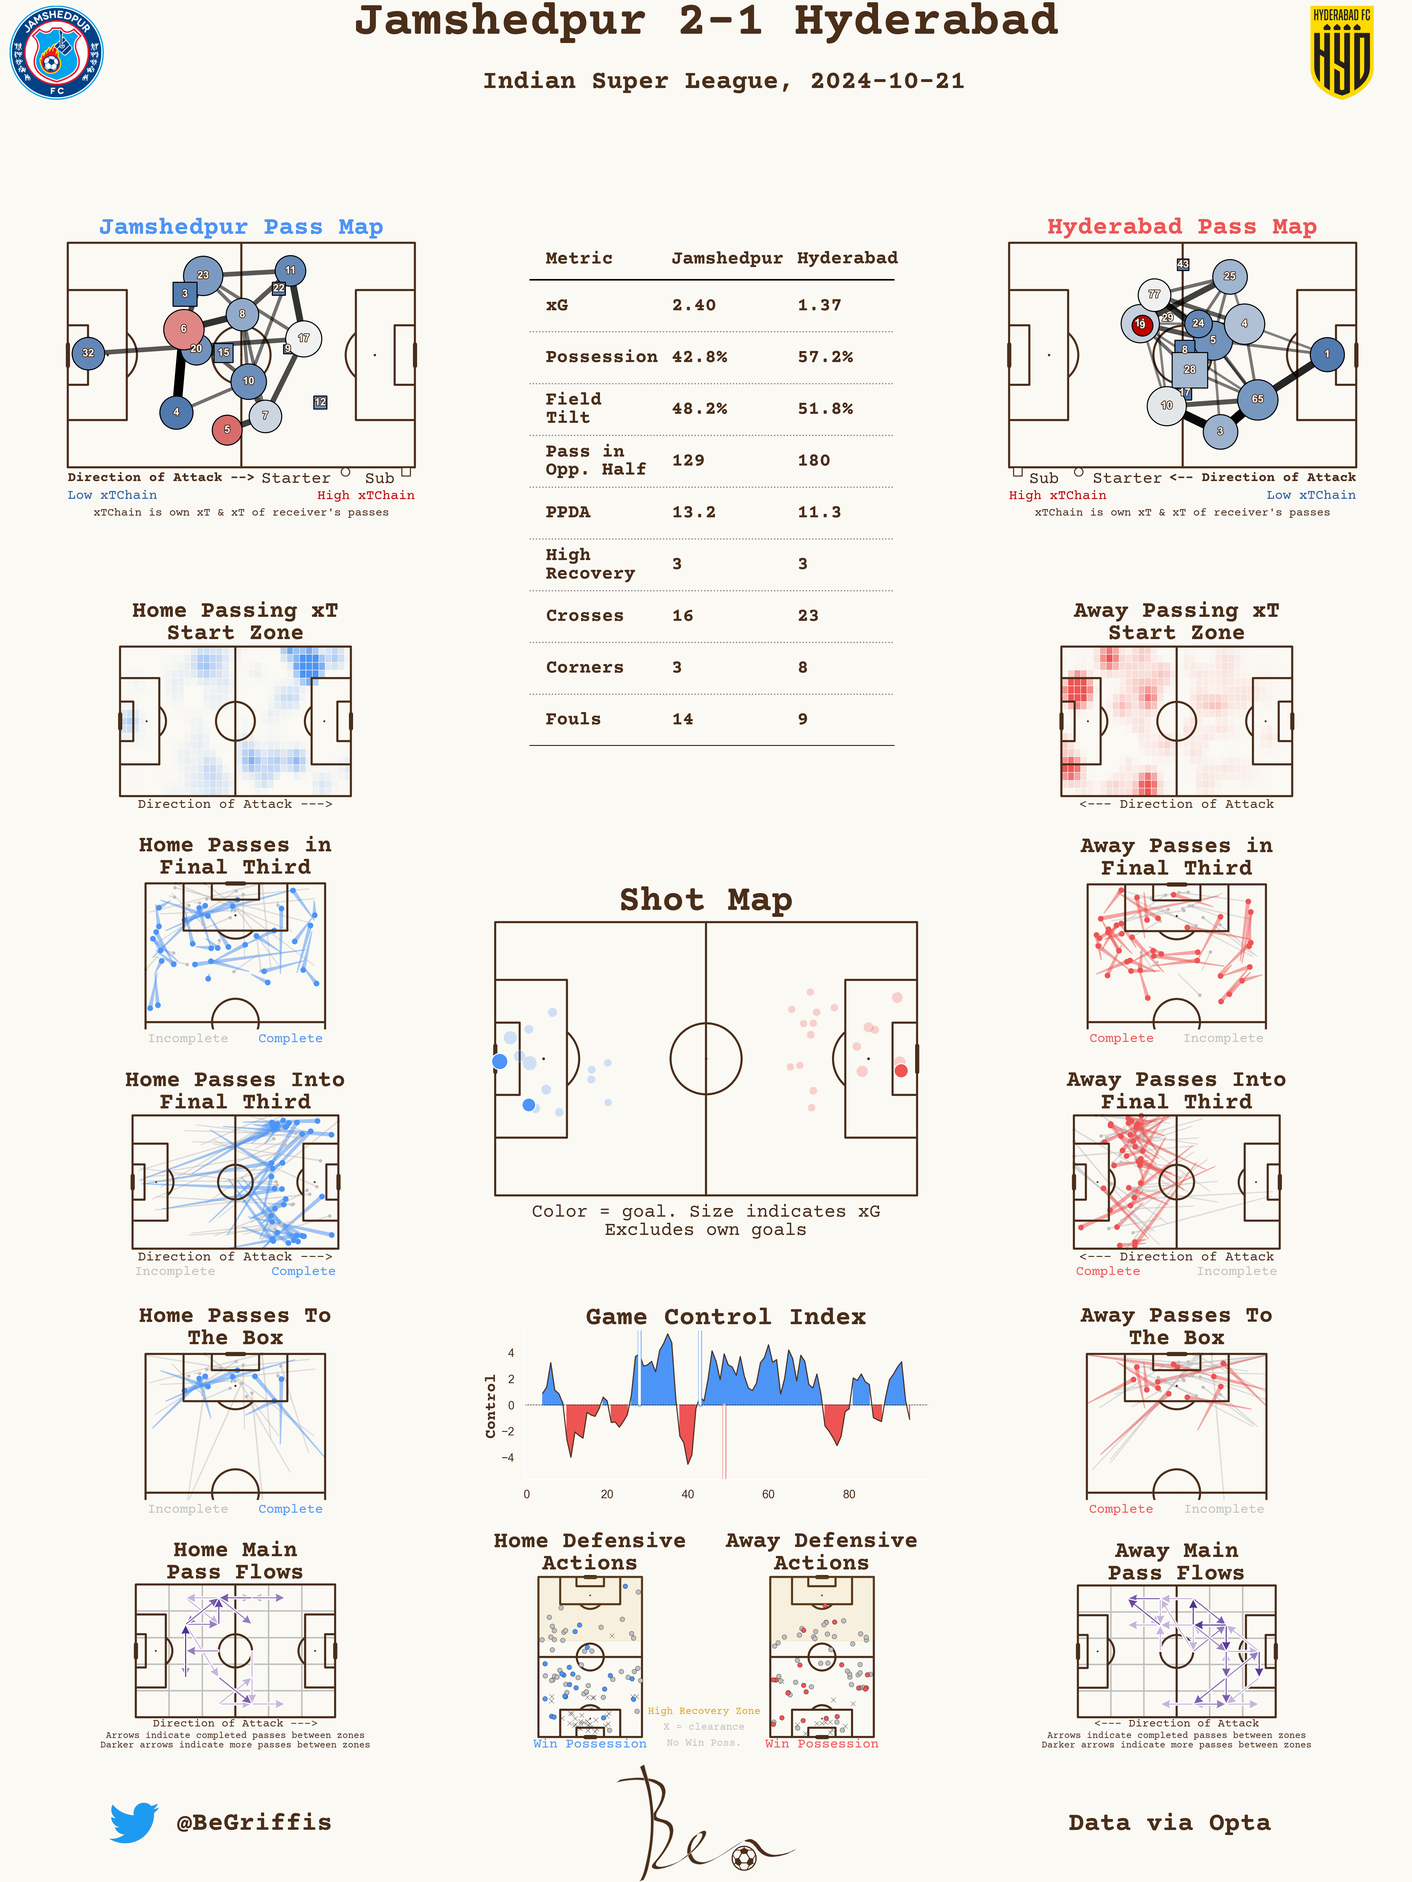 Jamshedpur 2-1 Hyderabad
Indian Super League, 2024-10-21
JAMSHEDPUR
FC
HYDERABAD FC
HYD
Jamshedpur Pass Map
23
11
3
22
8
6
17
32
20
15
9
10
4
7
5
12
Direction of Attack --> Starter Sub
Low xTChain High xTChain
xTChain is own xT & xT of receiver's passes
Metric Jamshedpur Hyderabad
xG 2.40 1.37
Possession 42.8% 57.2%
Field
Tilt 48.2% 51.8%
Pass in
Opp. Half 129 180
PPDA 13.2 11.3
High
Recovery 3 3
Crosses 16 23
Corners 3 8
Fouls 14 9
Hyderabad Pass Map
43
25
77
29
24
4
19
5
8
1
28
17
10
65
3
Sub Starter <-- Direction of Attack
High xTChain Low xTChain
xTChain is own xT & xT of receiver's passes
Home Passing xT
Start Zone
Direction of Attack --->
Away Passing xT
Start Zone
<--- Direction of Attack
Home Passes in
Final Third
Incomplete Complete
Shot Map
Color = goal. Size indicates xG
Excludes own goals
Away Passes in
Final Third
Complete Incomplete
Home Passes Into
Final Third
Direction of Attack --->
Incomplete Complete
Away Passes Into
Final Third
<--- Direction of Attack
Complete Incomplete
Home Passes To
The Box
Incomplete Complete
Game Control Index
Control
4
2
0
−2
−4
0 20 40 60 80
Away Passes To
The Box
Complete Incomplete
Home Main
Pass Flows
Direction of Attack --->
Arrows indicate completed passes between zones
Darker arrows indicate more passes between zones
Home Defensive
Actions
Win Possession
High Recovery Zone
X = clearance
No Win Poss.
Away Defensive
Actions
Win Possession
Away Main
Pass Flows
<--- Direction of Attack
Arrows indicate completed passes between zones
Darker arrows indicate more passes between zones
@BeGriffis
Ben
Data via Opta